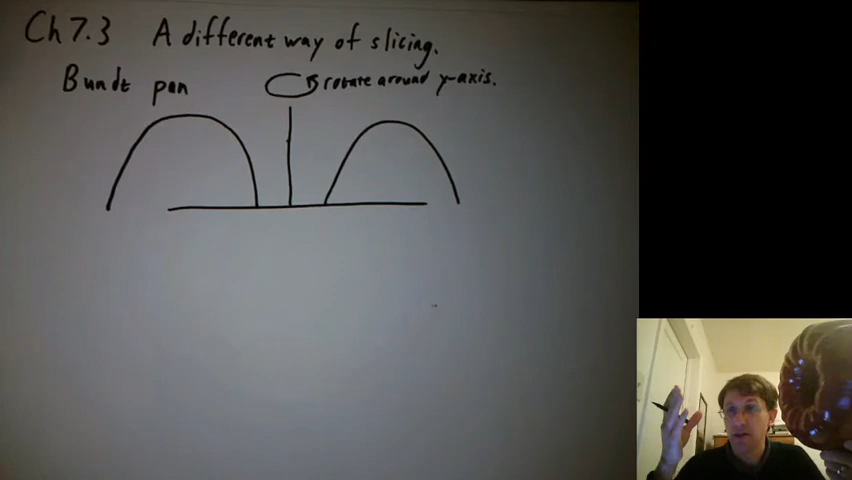 Ch 7.3 A different way of slicing.
Bundt pan rotate around y-axis.